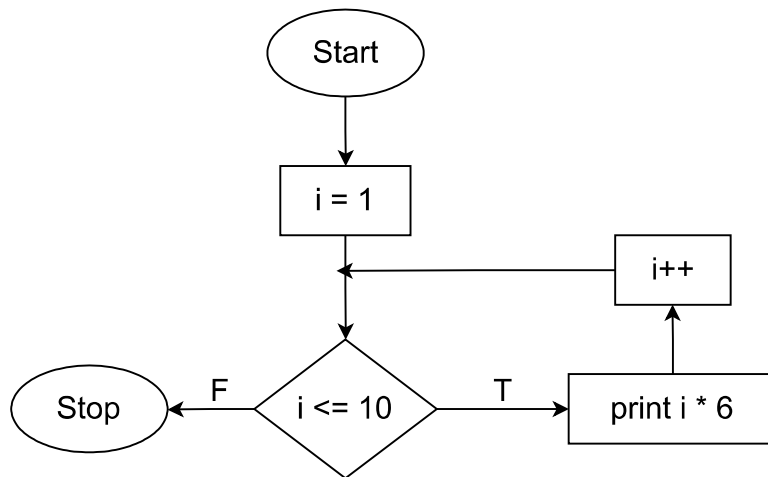 Start
i = 1
i++
Stop
F
i <= 10
T
print i * 6